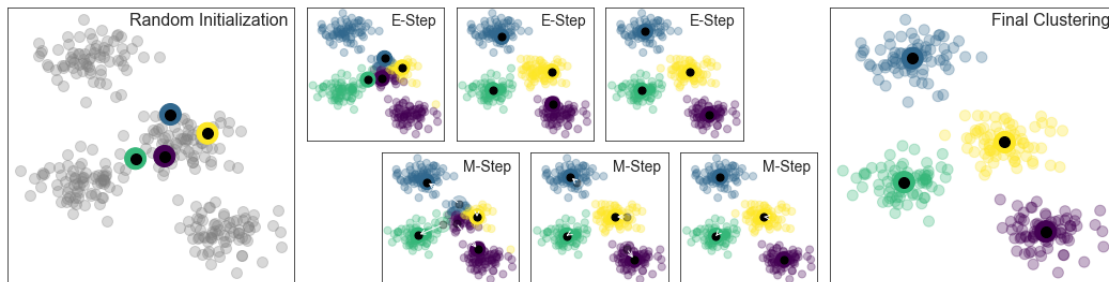 Random Initialization
E-Step
E-Step
E-Step
Final Clustering
M-Step
M-Step
M-Step